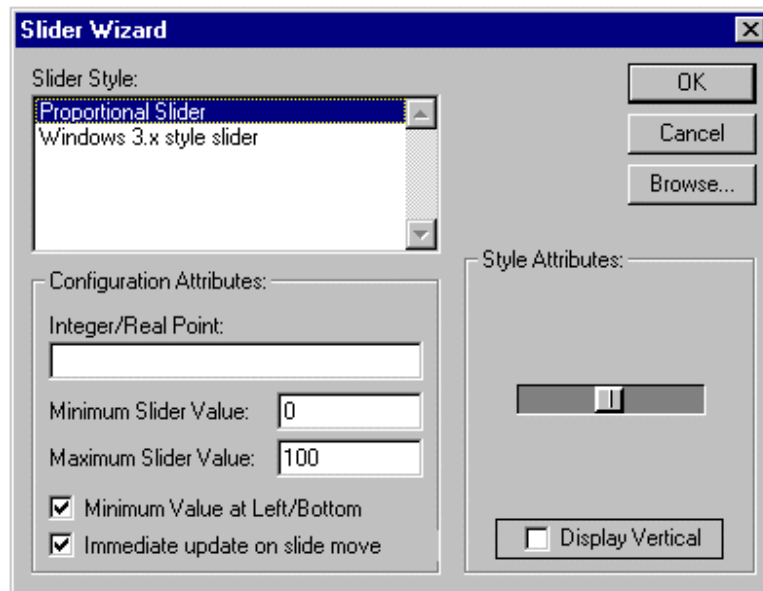 Slider Wizard
Slider Style:
Proportional Slider
Windows 3.x style slider
OK
Cancel
Browse...
Configuration Attributes:
Integer/Real Point:
Minimum Slider Value: 0
Maximum Slider Value: 100
Minimum Value at Left/Bottom
Immediate update on slide move
Style Attributes:
Display Vertical